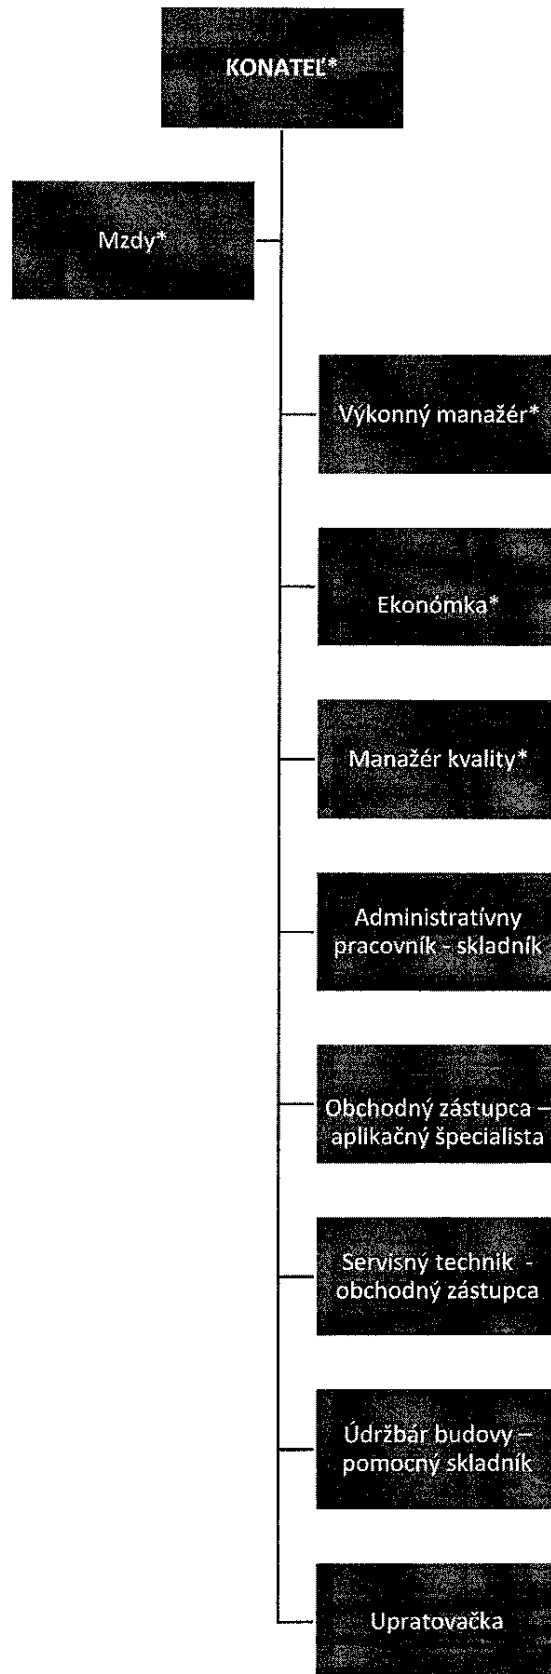 KONATEĽ*
Mzdy*
Výkonný manažér*
Ekonómka*
Manažér kvality*
Administratívny
pracovník - skladník
Obchodný zástupca –
aplikačný špecialista
Servisný technik -
obchodný zástupca
Údržbár budovy –
pomocný skladník
Upratovačka